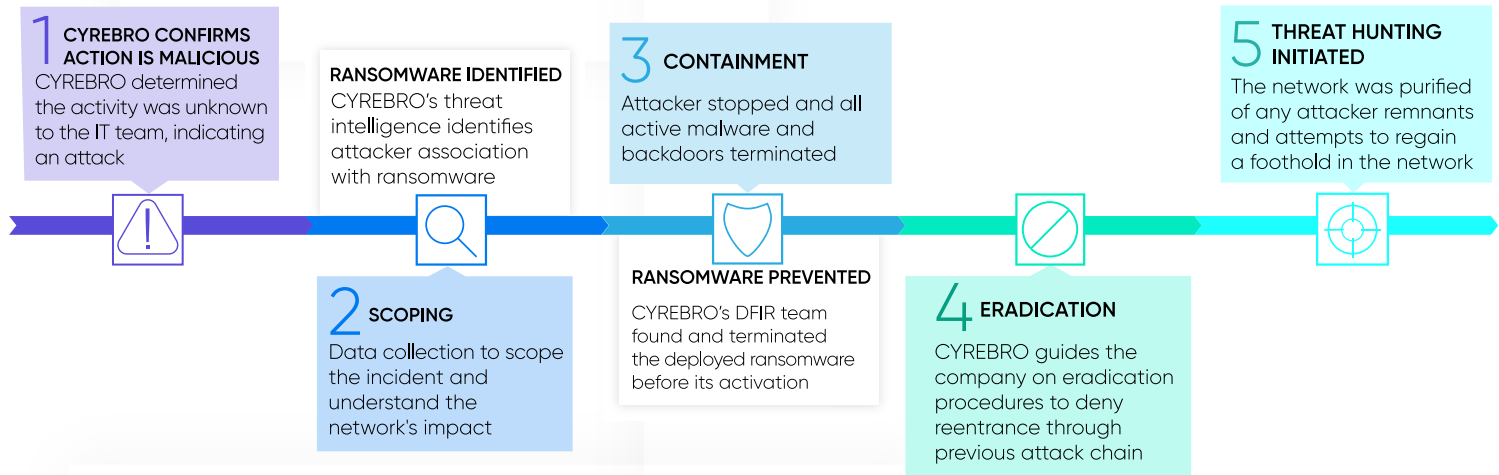 1 CYREBRO CONFIRMS
ACTION IS MALICIOUS
CYREBRO determined
the activity was unknown
to the IT team, indicating
an attack
RANSOMWARE IDENTIFIED
CYREBRO's threat
intelligence identifies
attacker association
with ransomware
2 SCOPING
Data collection to scope
the incident and
understand the
network's impact
3 CONTAINMENT
Attacker stopped and all
active malware and
backdoors terminated
RANSOMWARE PREVENTED
CYREBRO's DFIR team
found and terminated
the deployed ransomware
before its activation
4 ERADICATION
CYREBRO guides the
company on eradication
procedures to deny
reentrance through
previous attack chain
5 THREAT HUNTING
INITIATED
The network was purified
of any attacker remnants
and attempts to regain
a foothold in the network